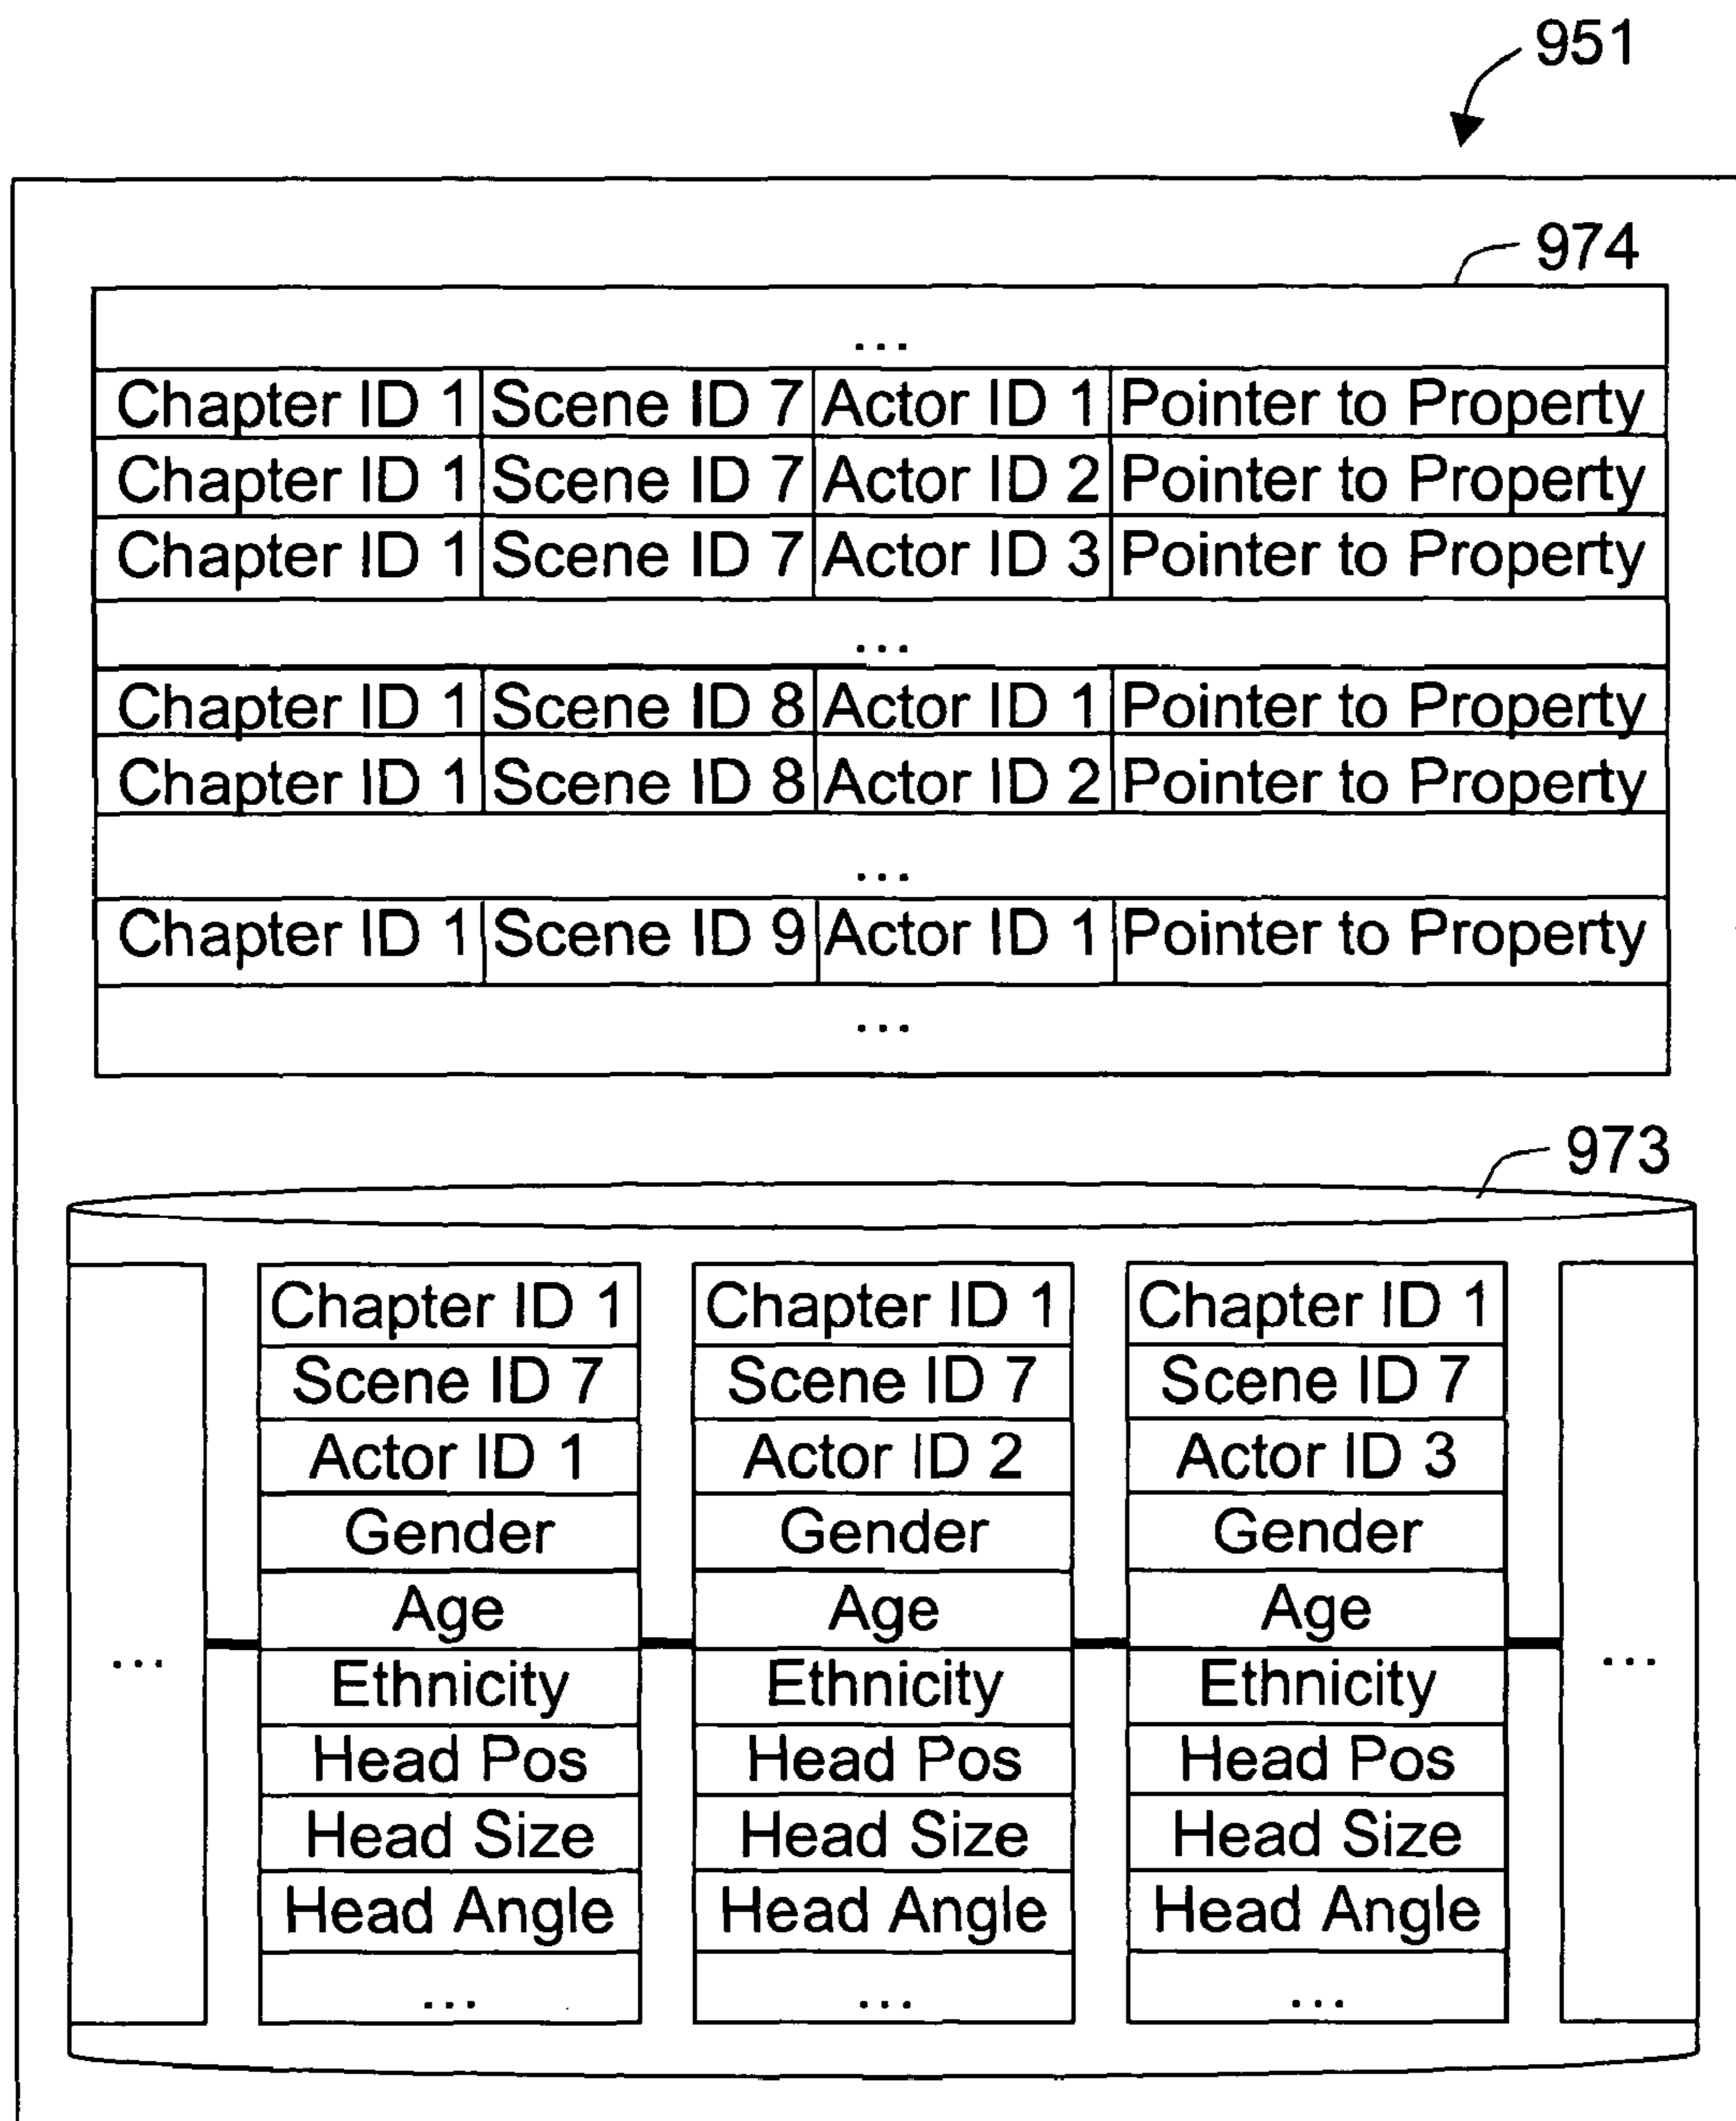 951
974
...
Chapter ID 1 Scene ID 7 Actor ID 1 Pointer to Property
Chapter ID 1 Scene ID 7 Actor ID 2 Pointer to Property
Chapter ID 1 Scene ID 7 Actor ID 3 Pointer to Property
...
Chapter ID 1 Scene ID 8 Actor ID 1 Pointer to Property
Chapter ID 1 Scene ID 8 Actor ID 2 Pointer to Property
...
Chapter ID 1 Scene ID 9 Actor ID 1 Pointer to Property
...
973
Chapter ID 1 Chapter ID 1 Chapter ID 1
Scene ID 7 Scene ID 7 Scene ID 7
Actor ID 1 Actor ID 2 Actor ID 3
Gender Gender Gender
Age Age Age
... Ethnicity Ethnicity Ethnicity ...
Head Pos Head Pos Head Pos
Head Size Head Size Head Size
Head Angle Head Angle Head Angle
... ... ...